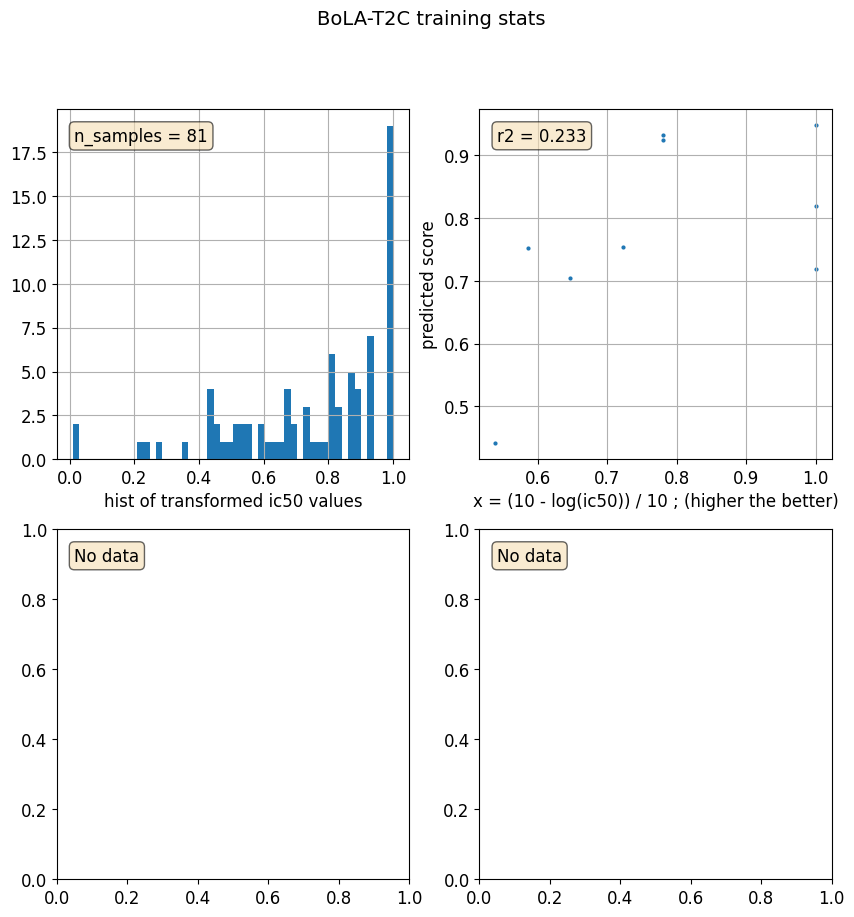 BoLA-T2C training stats
n_samples = 81
17.5
15.0
12.5
10.0
7.5
5.0
2.5
0.0
0.0 0.2 0.4 0.6 0.8 1.0
hist of transformed ic50 values
r2 = 0.233
predicted score
0.9
0.8
0.7
0.6
0.5
0.6 0.7 0.8 0.9 1.0
x = (10 - log(ic50)) / 10 ; (higher the better)
No data
1.0
0.8
0.6
0.4
0.2
0.0
0.0 0.2 0.4 0.6 0.8 1.0
No data
1.0
0.8
0.6
0.4
0.2
0.0
0.0 0.2 0.4 0.6 0.8 1.0